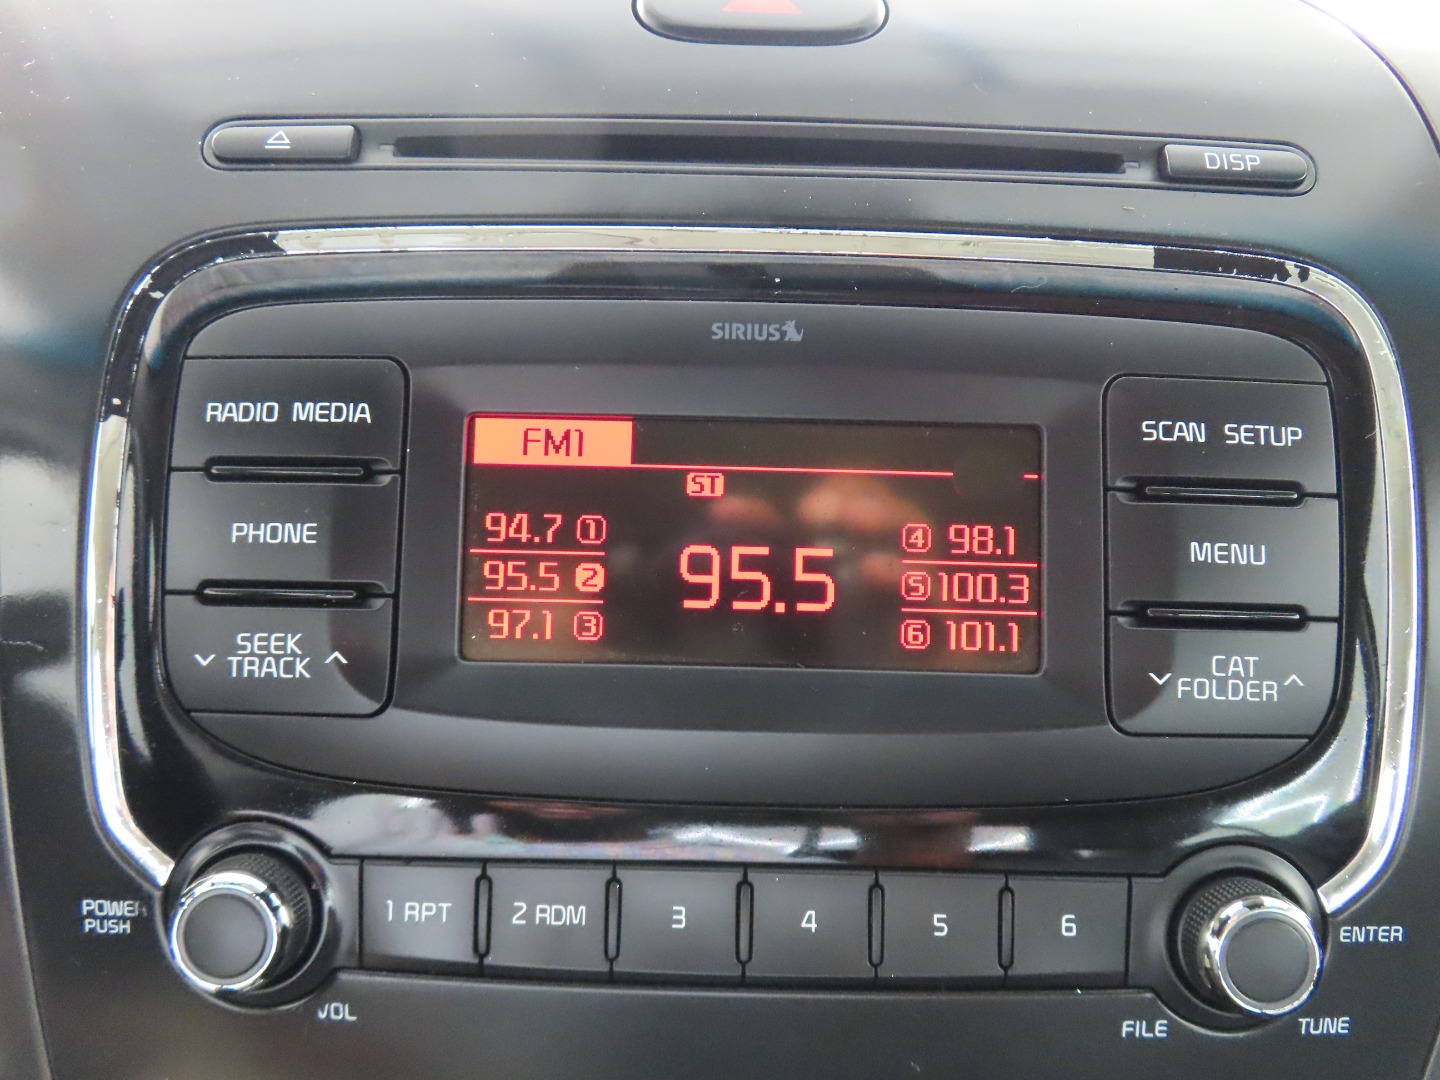 DISP
SIRIUS
RADIO MEDIA
PHONE
SEEK
TRACK
FM1
ST
94.7 1
95.5 2
97.1 3
95.5
4 98.1
5 100.3
6 101.1
SCAN SETUP
MENU
CAT
FOLDER
POWER
PUSH
VOL
1 RPT
2 RDM
3
4
5
6
ENTER
FILE
TUNE